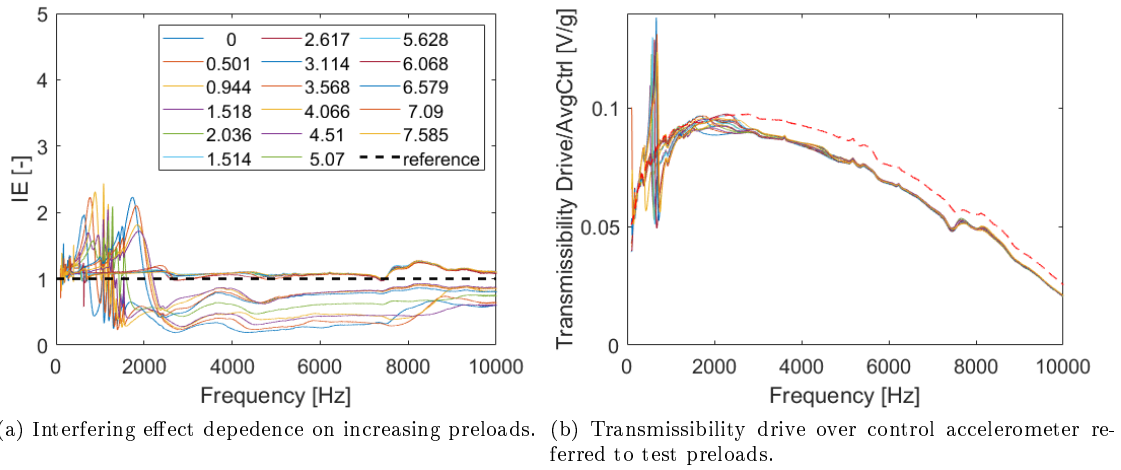 5
4
3
2
1
0
IE [-]
0 2.617 5.628
0.501 3.114 6.068
0.944 3.568 6.579
1.518 4.066 7.09
2.036 4.51 7.585
1.514 5.07 reference
0 2000 4000 6000 8000 10000
Frequency [Hz]
(a) Interfering effect depedence on increasing preloads.
Transmissibility Drive/AvgCtrl [V/g]
0.1
0.05
0
0 2000 4000 6000 8000 10000
Frequency [Hz]
(b) Transmissibility drive over control accelerometer re-
ferred to test preloads.